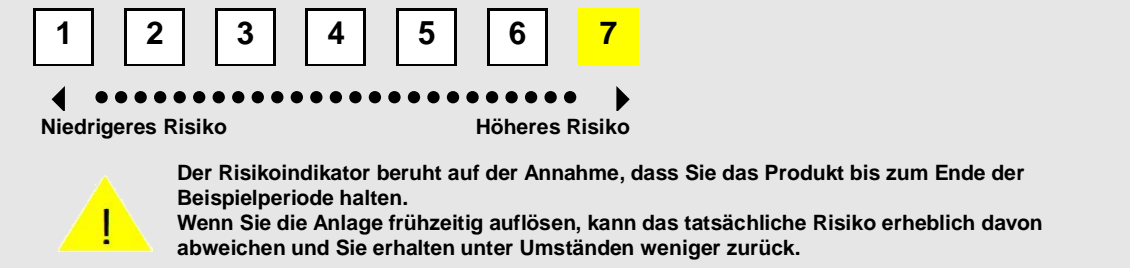 1 2 3 4 5 6 7
Niedrigeres Risiko Höheres Risiko
! Der Risikoindikator beruht auf der Annahme, dass Sie das Produkt bis zum Ende der
Beispielperiode halten.
Wenn Sie die Anlage frühzeitig auflösen, kann das tatsächliche Risiko erheblich davon
abweichen und Sie erhalten unter Umständen weniger zurück.